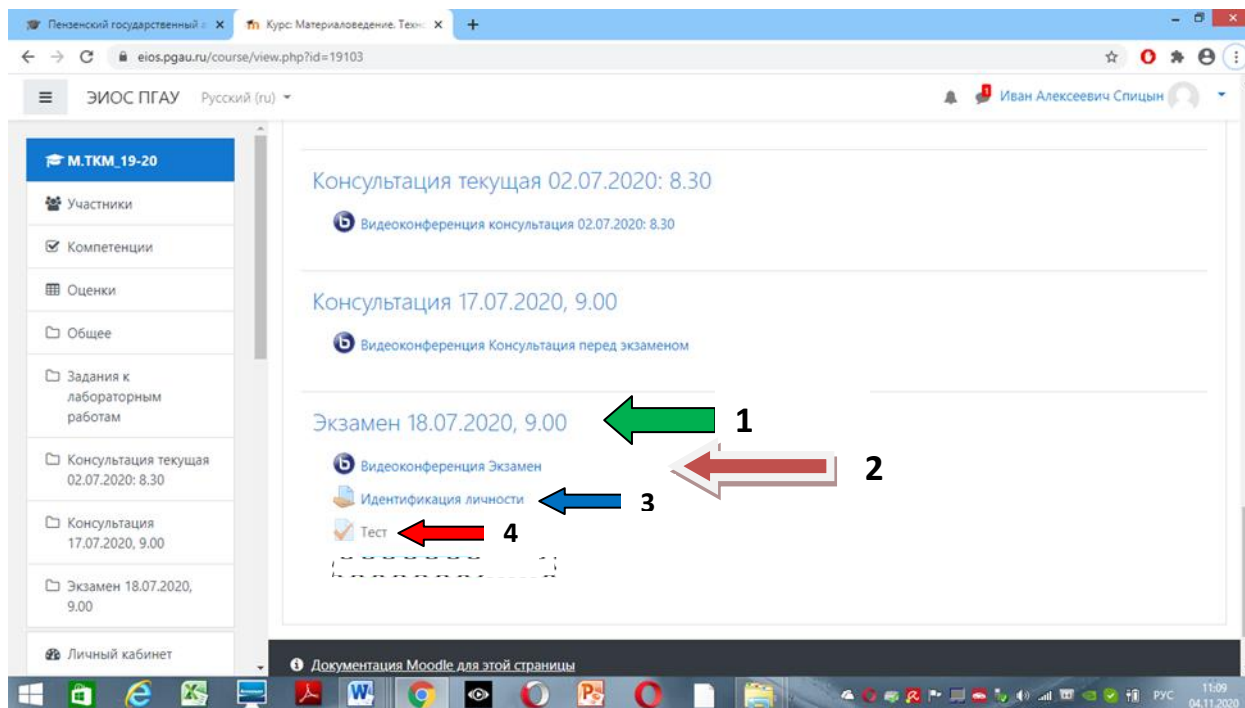 Пензенский государственный
Курс: Материаловедение. Техно
eios.pgau.ru/course/view.php?id=19103
ЭИОС ПГАУ Русский (ru)
1 Иван Алексеевич Спицын
М.ТКМ_19-20
Участники
Компетенции
Оценки
Общее
Задания к
лабораторным
работам
Консультация текущая
02.07.2020: 8.30
Консультация
17.07.2020, 9.00
Экзамен 18.07.2020,
9.00
Личный кабинет
Консультация текущая 02.07.2020: 8.30
Видеоконференция консультация 02.07.2020: 8.30
Консультация 17.07.2020, 9.00
Видеоконференция Консультация перед экзаменом
Экзамен 18.07.2020, 9.00 1
Видеоконференция Экзамен 2
Идентификация личности 3
Тест 4
Документация Moodle для этой страницы
РУС 11:09
04.11.2020